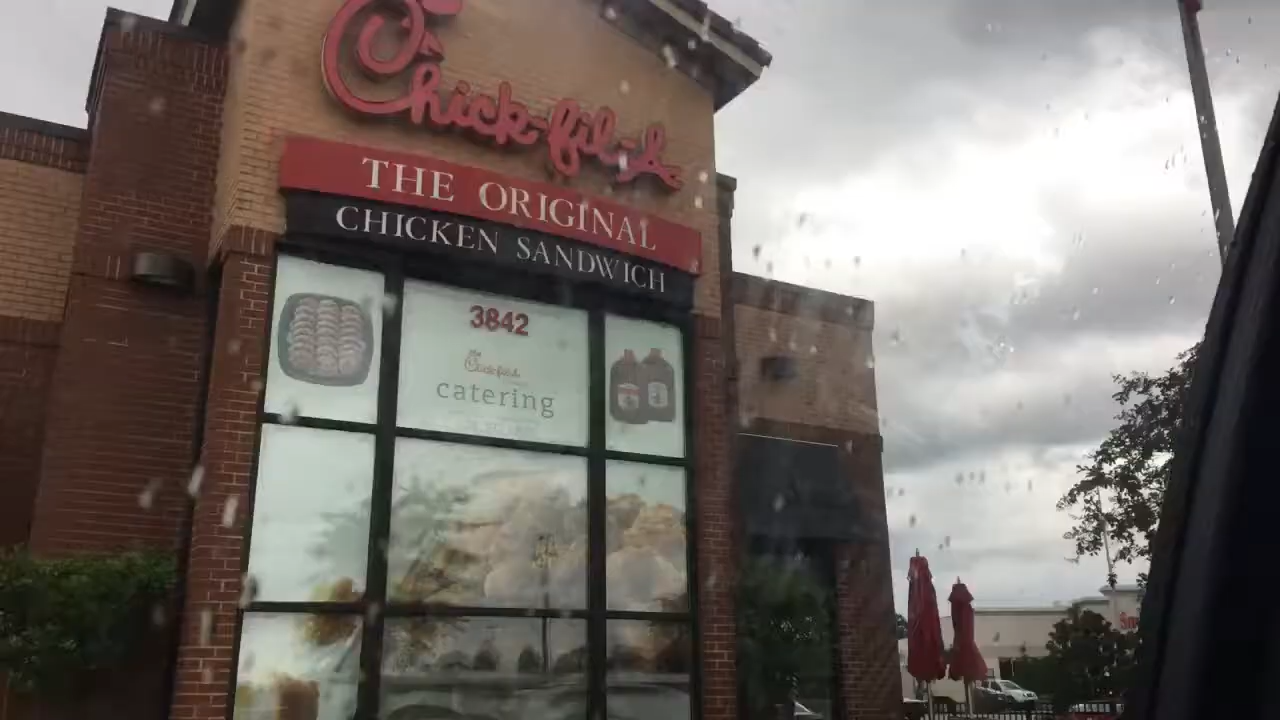 Chick-fil-A
THE ORIGINAL
CHICKEN SANDWICH
3842
Chick-fil-A
catering